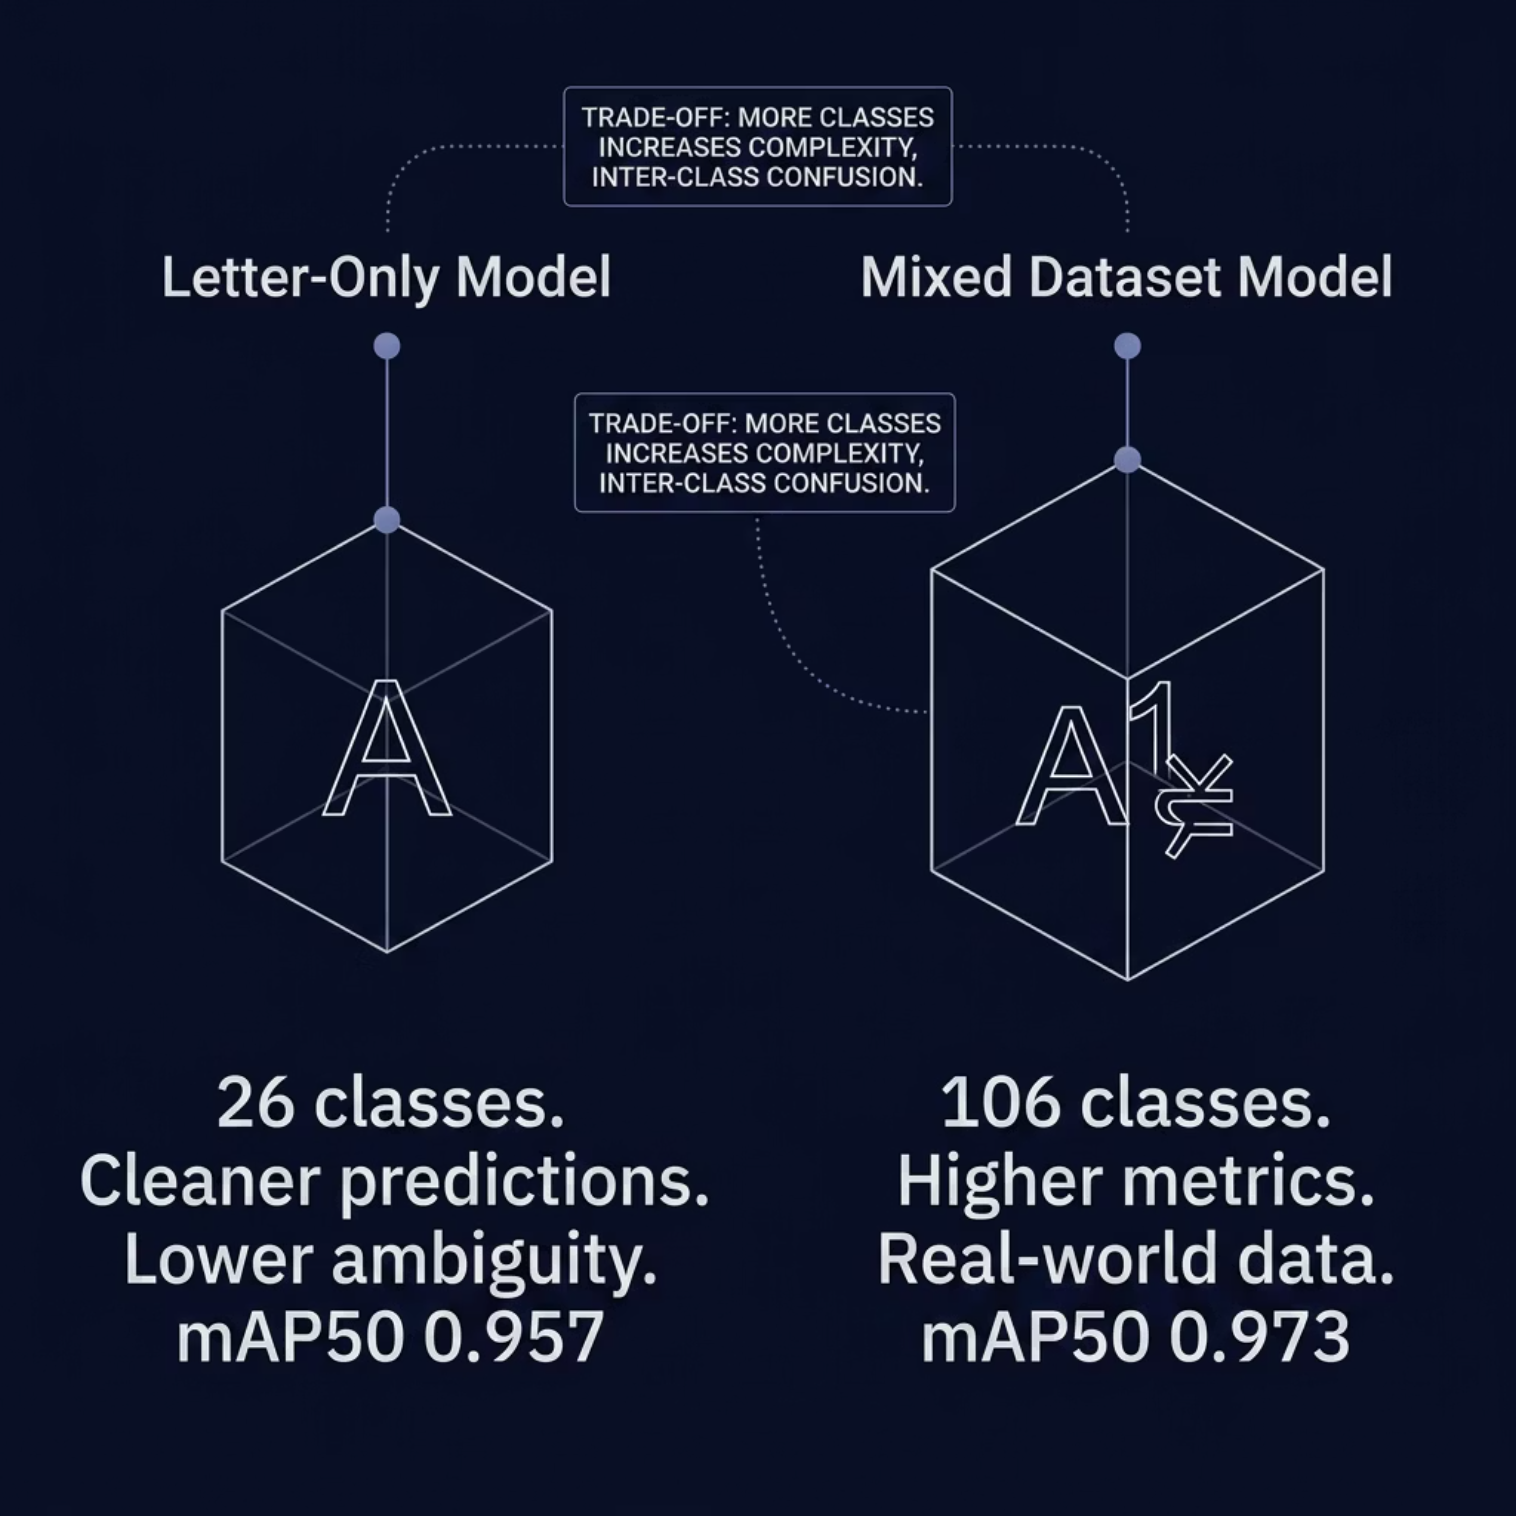 TRADE-OFF: MORE CLASSES
INCREASES COMPLEXITY,
INTER-CLASS CONFUSION.
Letter-Only Model
Mixed Dataset Model
TRADE-OFF: MORE CLASSES
INCREASES COMPLEXITY,
INTER-CLASS CONFUSION.
A
A
1
26 classes.
Cleaner predictions.
Lower ambiguity.
mAP50 0.957
106 classes.
Higher metrics.
Real-world data.
mAP50 0.973